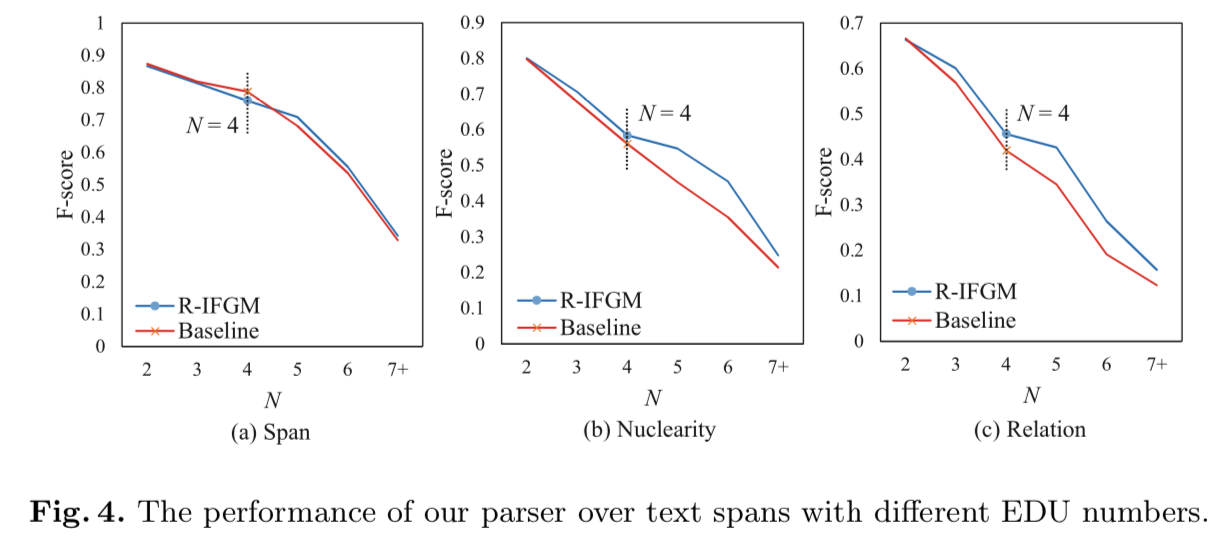 1
0.9
0.8
0.7
0.6
0.5
0.4
0.3
0.2
0.1
0
F-score
N = 4
R-IFGM
Baseline
2 3 4 5 6 7+
N
(a) Span
0.9
0.8
0.7
0.6
0.5
0.4
0.3
0.2
0.1
0
F-score
N = 4
R-IFGM
Baseline
2 3 4 5 6 7+
N
(b) Nuclearity
0.7
0.6
0.5
0.4
0.3
0.2
0.1
0
F-score
N = 4
R-IFGM
Baseline
2 3 4 5 6 7+
N
(c) Relation
Fig. 4. The performance of our parser over text spans with different EDU numbers.